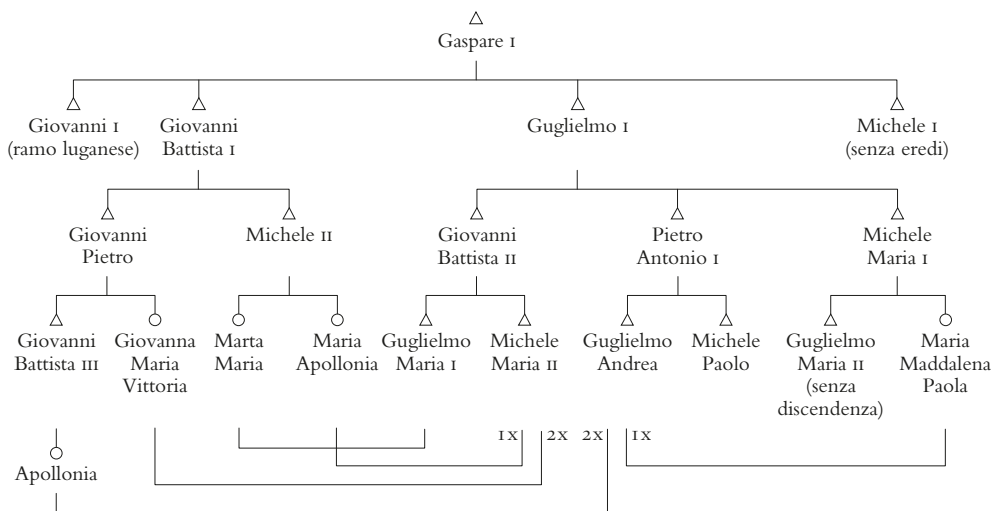 Gaspare I
Giovanni I
(ramo luganese)
Giovanni
Battista I
Guglielmo I
Michele I
(senza eredi)
Giovanni
Pietro
Michele II
Giovanni
Battista II
Pietro
Antonio I
Michele
Maria I
Giovanni
Battista III
Giovanna
Maria
Vittoria
Marta
Maria
Maria
Apollonia
Guglielmo
Maria I
Michele
Maria II
Guglielmo
Andrea
Michele
Paolo
Guglielmo
Maria II
(senza
discendenza)
Maria
Maddalena
Paola
1x 2x 2x 1x
Apollonia